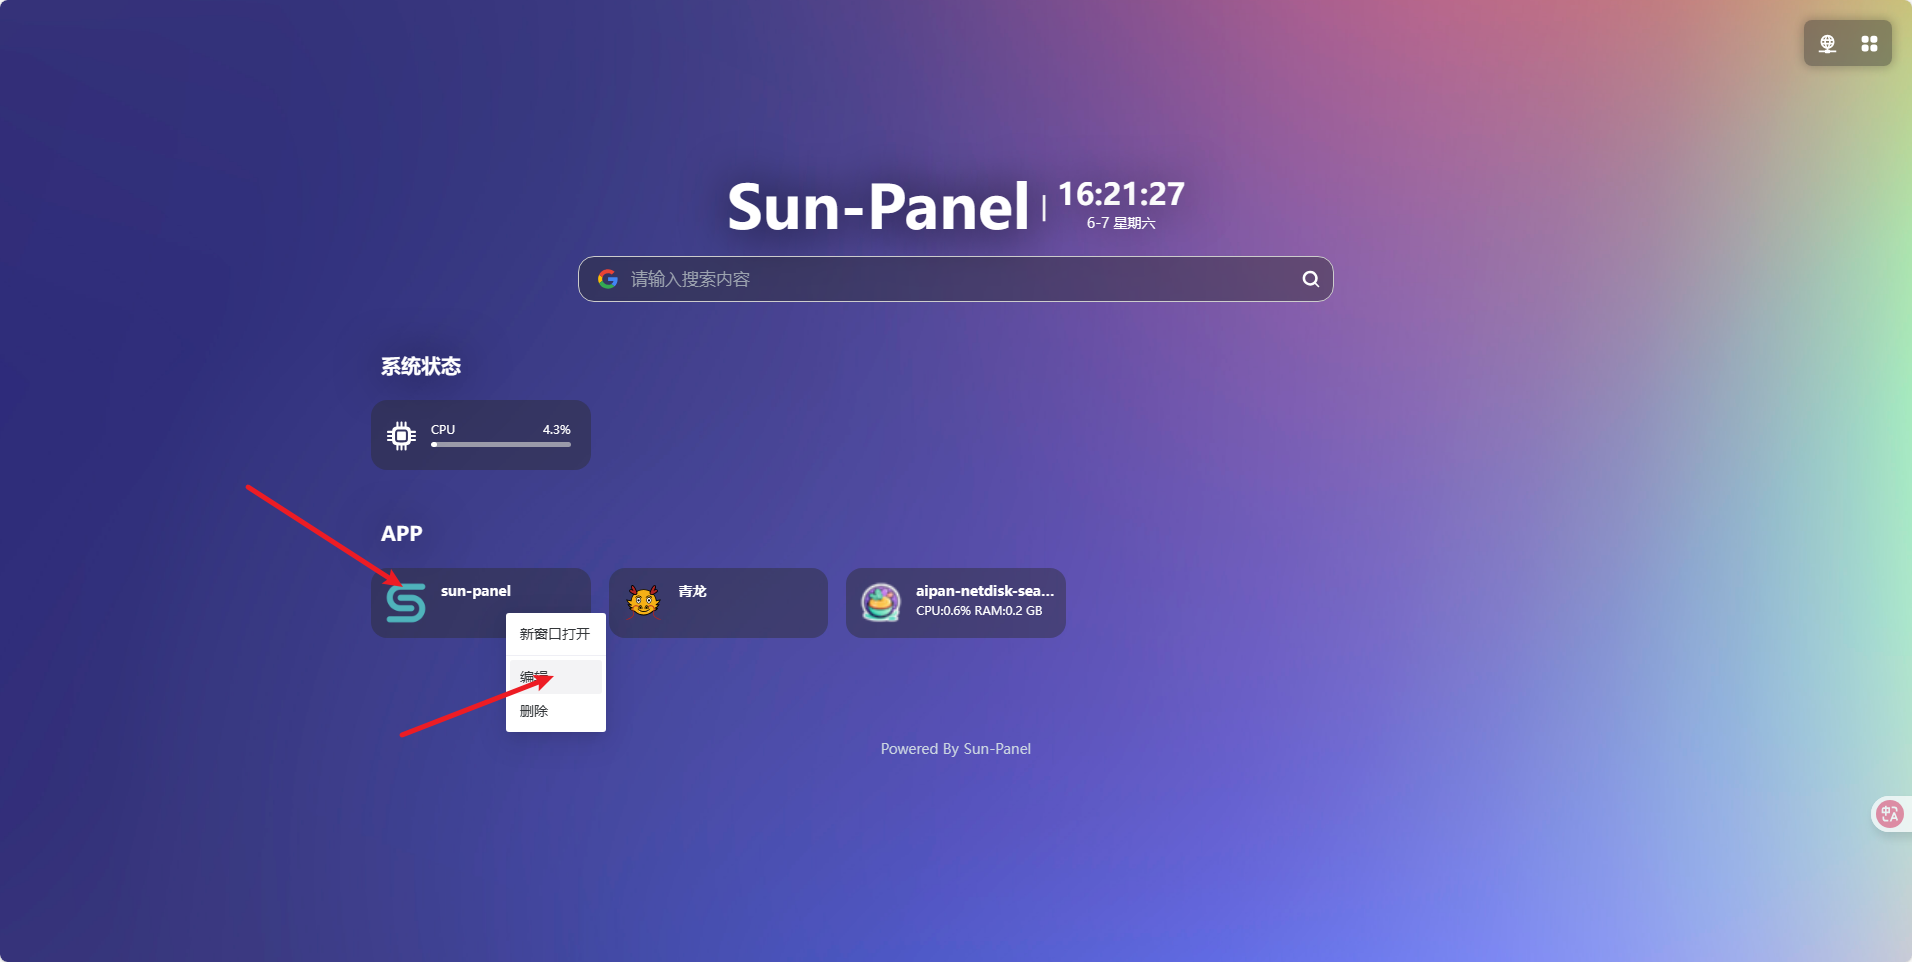 Sun-Panel
16:21:27
6-7 星期六
请输入搜索内容
系统状态
CPU 4.3%
APP
sun-panel
青龙
aipan-netdisk-sea...
CPU:0.6% RAM:0.2 GB
新窗口打开
编辑
删除
Powered By Sun-Panel